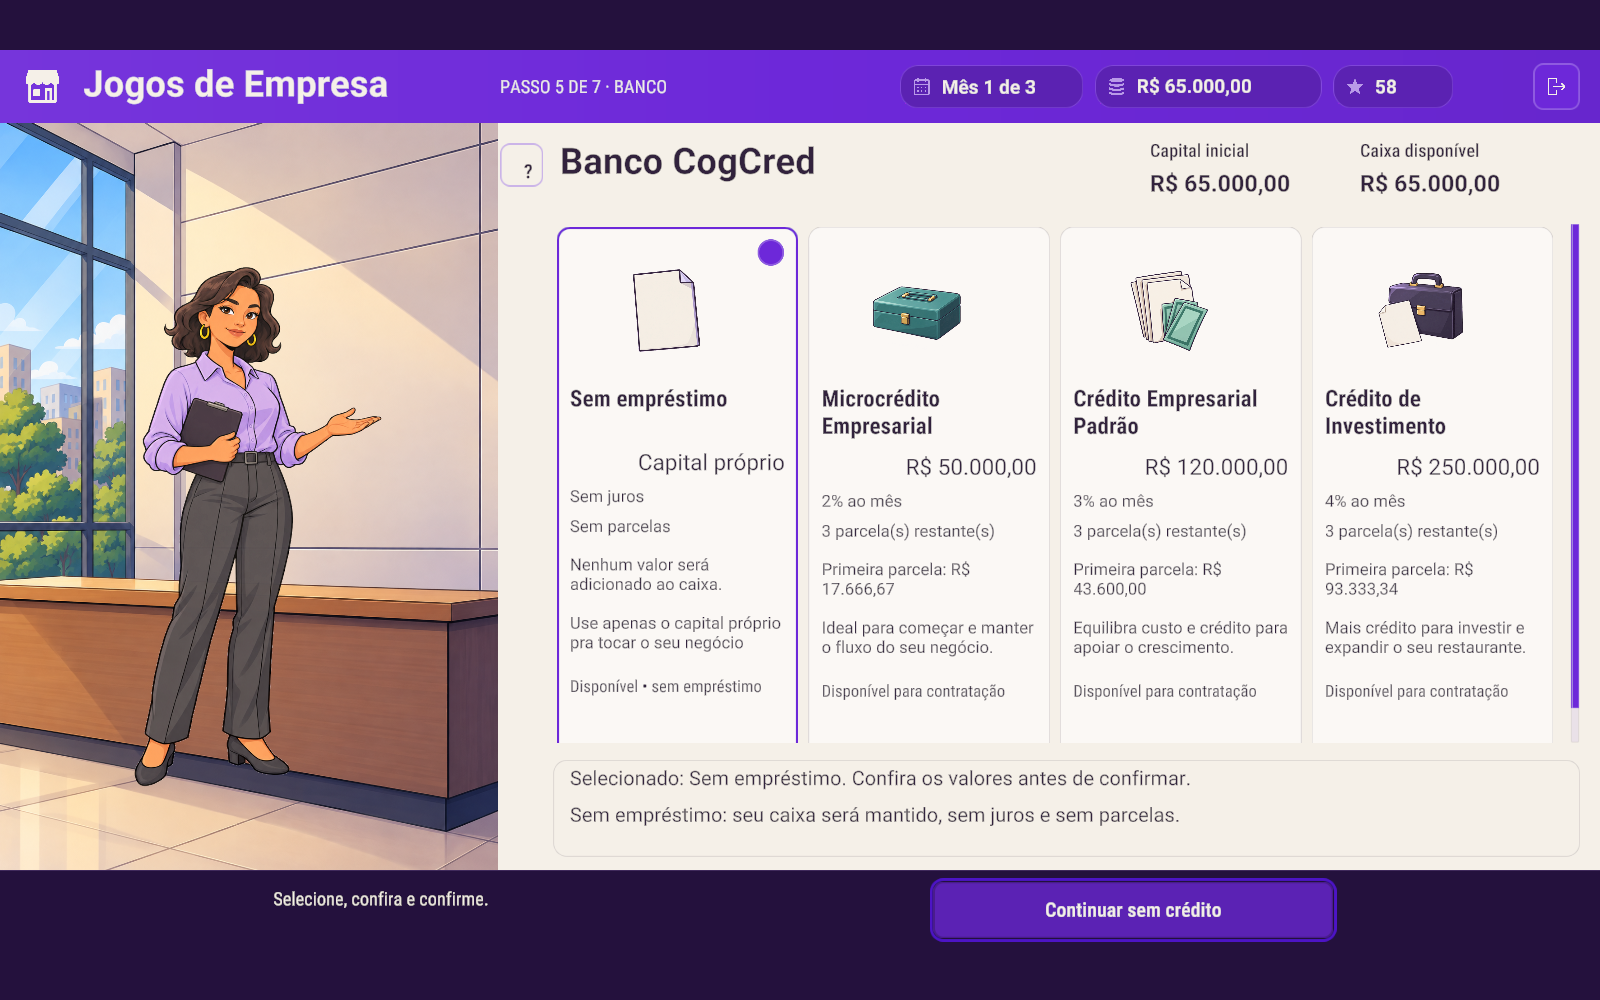 Jogos de Empresa
PASSO 5 DE 7 · BANCO
Mês 1 de 3
R$ 65.000,00
58
?
Banco CogCred
Capital inicial
R$ 65.000,00
Caixa disponível
R$ 65.000,00
Sem empréstimo
Capital próprio
Sem juros
Sem parcelas
Nenhum valor será
adicionado ao caixa.
Use apenas o capital próprio
pra tocar o seu negócio
Disponível • sem empréstimo
Microcrédito
Empresarial
R$ 50.000,00
2% ao mês
3 parcela(s) restante(s)
Primeira parcela: R$
17.666,67
Ideal para começar e manter
o fluxo do seu negócio.
Disponível para contratação
Crédito Empresarial
Padrão
R$ 120.000,00
3% ao mês
3 parcela(s) restante(s)
Primeira parcela: R$
43.600,00
Equilibra custo e crédito para
apoiar o crescimento.
Disponível para contratação
Crédito de
Investimento
R$ 250.000,00
4% ao mês
3 parcela(s) restante(s)
Primeira parcela: R$
93.333,34
Mais crédito para investir e
expandir o seu restaurante.
Disponível para contratação
Selecionado: Sem empréstimo. Confira os valores antes de confirmar.
Sem empréstimo: seu caixa será mantido, sem juros e sem parcelas.
Selecione, confira e confirme.
Continuar sem crédito